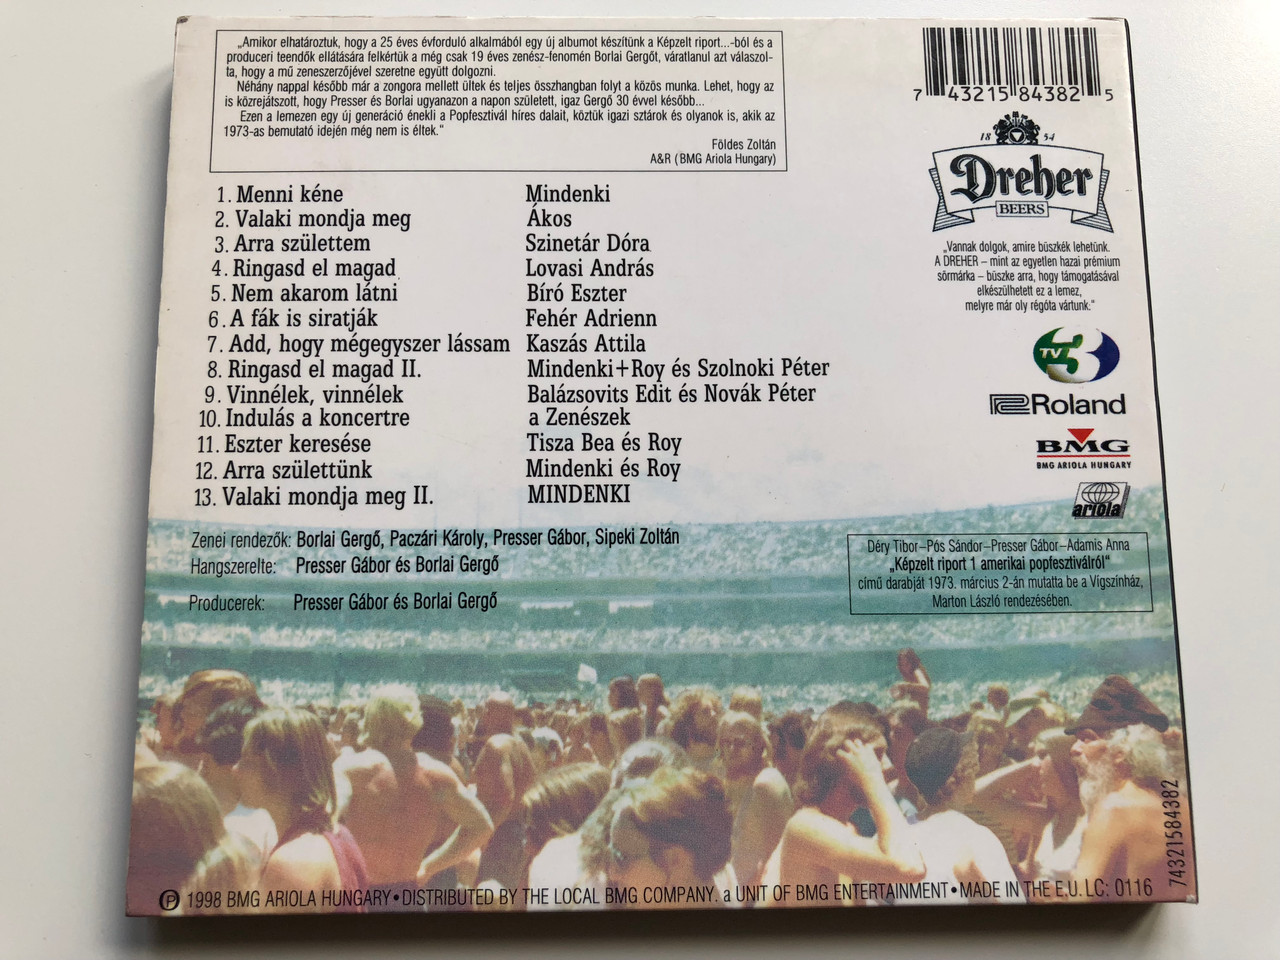 „Amikor elhatároztuk, hogy a 25 éves évforduló alkalmából egy új albumot készítünk a Képzelt riport...-ból és a
produceri teendők ellátására felkértük a még csak 19 éves zenész-fenomén Borlai Gergőt, váratlanul azt válaszol-
ta, hogy a mű zeneszerzőjével szeretne együtt dolgozni.
Néhány nappal később már a zongora mellett ültek és teljes összhangban folyt a közös munka. Lehet, hogy az
is közrejátszott, hogy Presser és Borlai ugyanazon a napon született, igaz Gergő 30 évvel később...
Ezen a lemezen egy új generáció énekli a Popfesztivál híres dalait, köztük igazi sztárok és olyanok is, akik az
1973-as bemutató idején még nem is éltek."
Földes Zoltán
A&R (BMG Ariola Hungary)
7 43215 84382 5
18 54
Dreher
BEERS
„Vannak dolgok, amire büszkék lehetünk.
A DREHER – mint az egyetlen hazai prémium
sörmárka – büszke arra, hogy támogatásával
elkészülhetett ez a lemez,
melyre már oly régóta vártunk."
TV3
Roland
BMG
BMG ARIOLA HUNGARY
ariola
1. Menni kéne Mindenki
2. Valaki mondja meg Ákos
3. Arra születtem Szinetár Dóra
4. Ringasd el magad Lovasi András
5. Nem akarom látni Bíró Eszter
6. A fák is siratják Fehér Adrienn
7. Add, hogy mégegyszer lássam Kaszás Attila
8. Ringasd el magad II. Mindenki+Roy és Szolnoki Péter
9. Vinnélek, vinnélek Balázsovits Edit és Novák Péter
10. Indulás a koncertre a Zenészek
11. Eszter keresése Tisza Bea és Roy
12. Arra születtünk Mindenki és Roy
13. Valaki mondja meg II. MINDENKI
Zenei rendezők: Borlai Gergő, Paczári Károly, Presser Gábor, Sipeki Zoltán
Hangszerelte: Presser Gábor és Borlai Gergő
Producerek: Presser Gábor és Borlai Gergő
Déry Tibor–Pós Sándor–Presser Gábor–Adamis Anna
„Képzelt riport 1 amerikai popfesztiválról"
című darabját 1973. március 2-án mutatta be a Vígszínház,
Marton László rendezésében.
74321584382
Ⓟ 1998 BMG ARIOLA HUNGARY•DISTRIBUTED BY THE LOCAL BMG COMPANY. a UNIT OF BMG ENTERTAINMENT•MADE IN THE E.U. LC: 0116